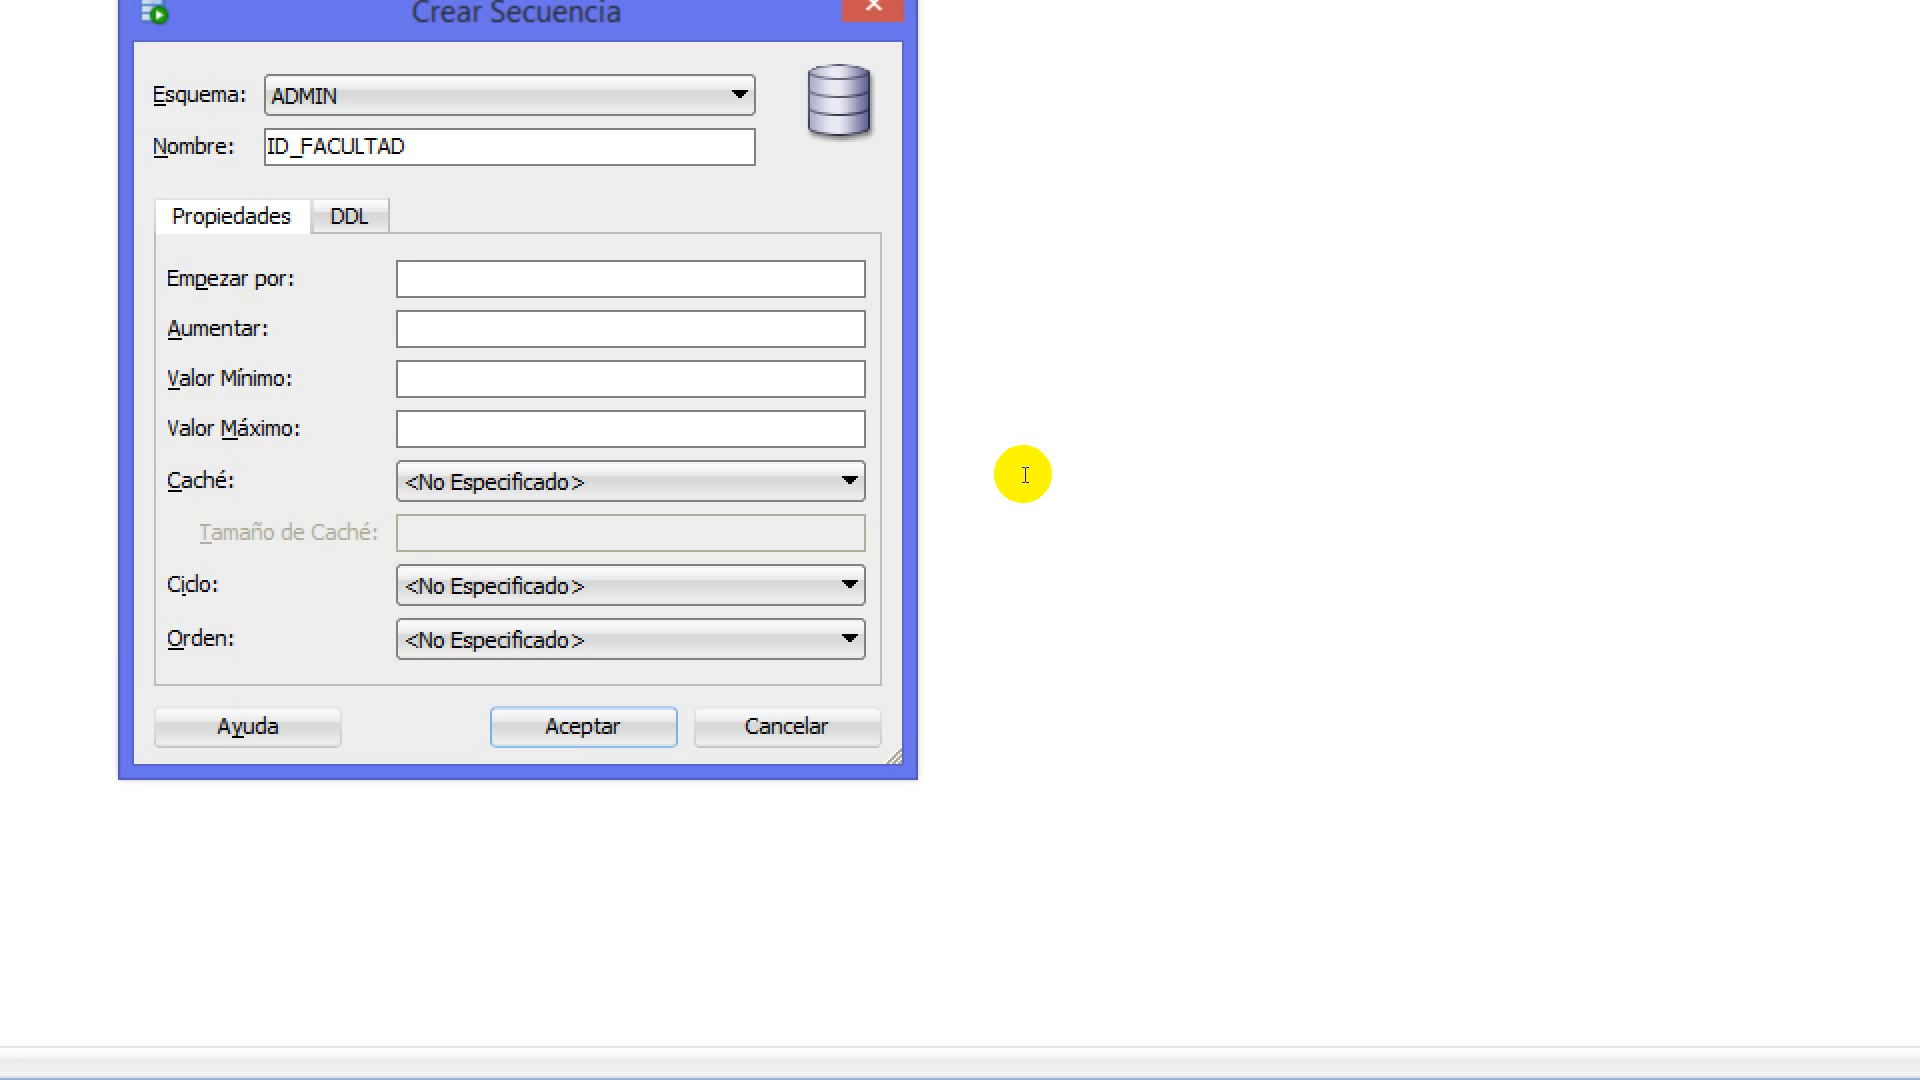 Crear Secuencia
Esquema: ADMIN
Nombre: ID_FACULTAD
Propiedades DDL
Empezar por:
Aumentar:
Valor Mínimo:
Valor Máximo:
Caché: <No Especificado>
Tamaño de Caché:
Ciclo: <No Especificado>
Orden: <No Especificado>
Ayuda Aceptar Cancelar